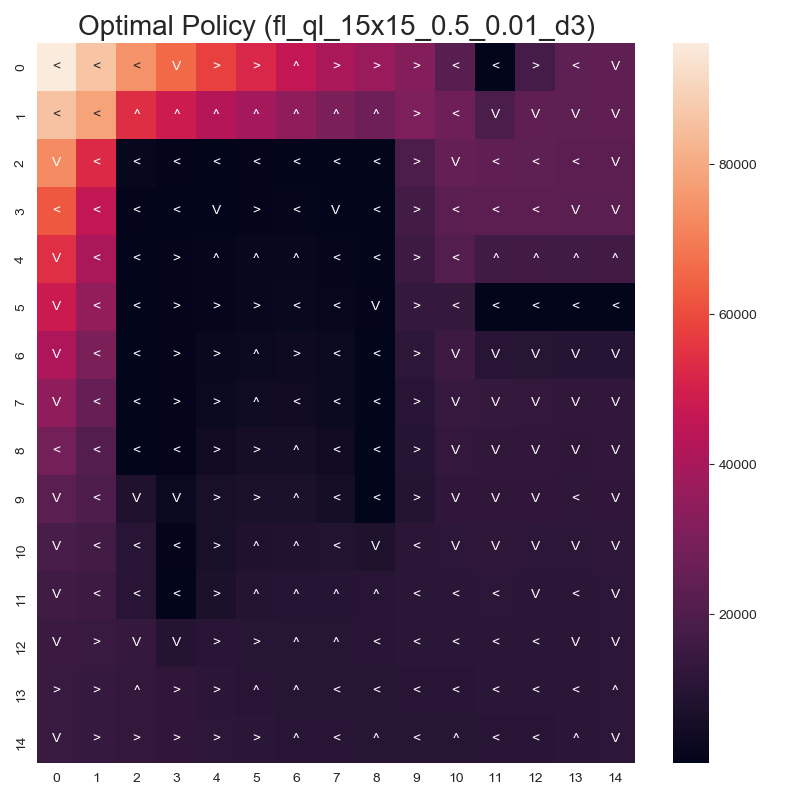 Optimal Policy (fl_ql_15x15_0.5_0.01_d3)
0 < < < V > > ^ > > > < < > < V
1 < < ^ ^ ^ ^ ^ ^ ^ > < V V V V
2 V < < < < < < < < > V < < < V
80000
3 < < < < V > < V < > < < < V V
4 V < < > ^ ^ ^ < < > < ^ ^ ^ ^
5 V < < > > > < < V > < < < < <
60000
6 V < < > > ^ > < < > V V V V V
7 V < < > > ^ < < < > V V V V V
8 < < < < > > ^ < < > V V V V V
40000
9 V < V V > > ^ < < > V V V < V
10 V < < < > ^ ^ < V < V V V V V
11 V < < < > ^ ^ ^ ^ < < < V < V
20000
12 V > V V > > ^ ^ < < < < < V V
13 > > ^ > > ^ ^ < < < < < < < ^
14 V > > > > > ^ < ^ < ^ < < ^ V
0 1 2 3 4 5 6 7 8 9 10 11 12 13 14